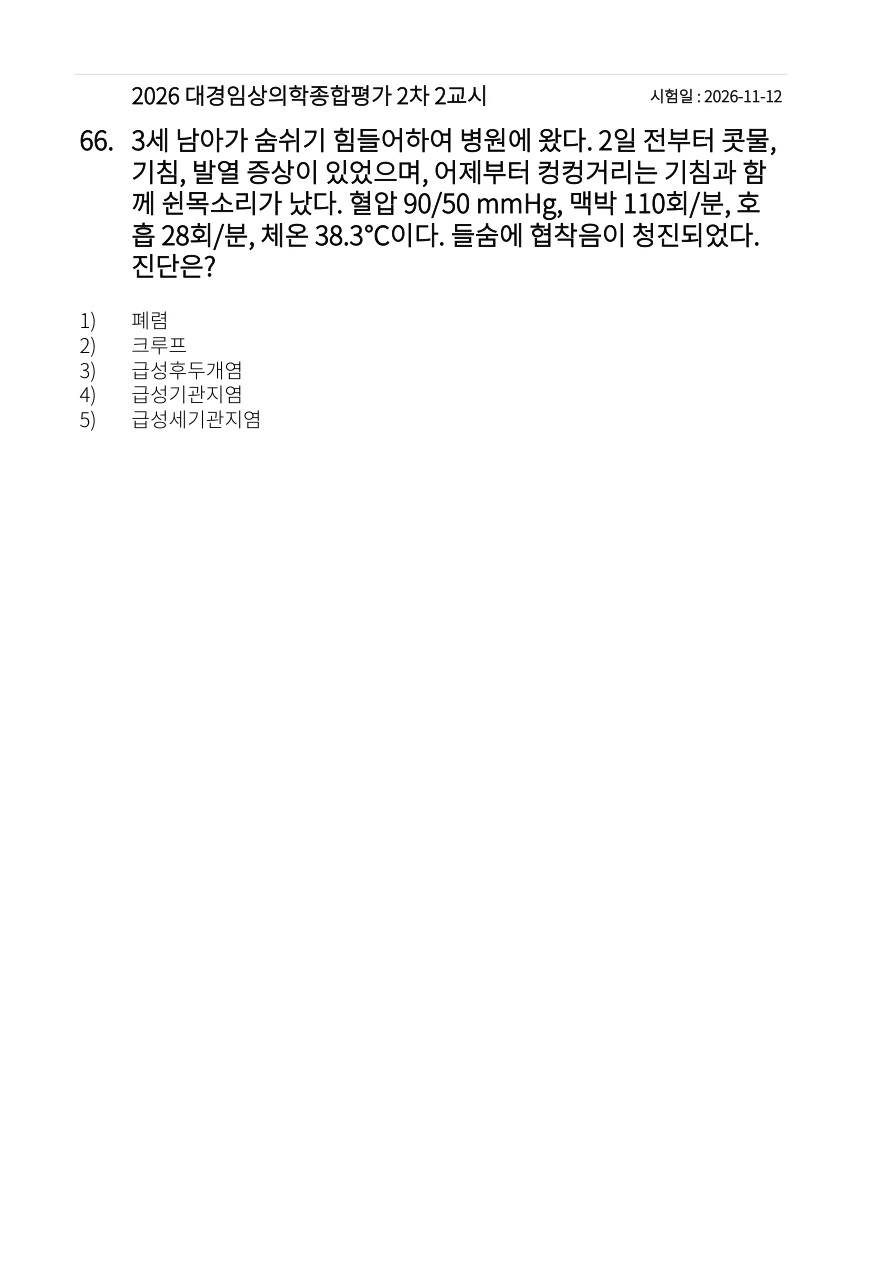 2026 대경임상의학종합평가 2차 2교시 시험일 : 2026-11-12
66. 3세 남아가 숨쉬기 힘들어하여 병원에 왔다. 2일 전부터 콧물,
기침, 발열 증상이 있었으며, 어제부터 컹컹거리는 기침과 함
께 쉰목소리가 났다. 혈압 90/50 mmHg, 맥박 110회/분, 호
흡 28회/분, 체온 38.3℃이다. 들숨에 협착음이 청진되었다.
진단은?
1) 폐렴
2) 크루프
3) 급성후두개염
4) 급성기관지염
5) 급성세기관지염